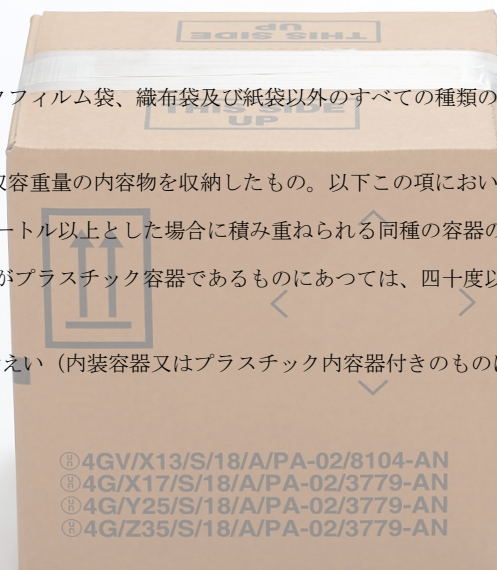 THIS SIDE
UP
フィルム袋、織布袋及び紙袋以外のすべての種類の
THIS SIDE
UP
容重量の内容物を収納したもの。以下この項におい
ートル以上とした場合に積み重ねられる同種の容器の
がプラスチック容器であるものにあつては、四十度以
えい（内装容器又はプラスチック内容器付きのものに
4GV/X13/S/18/A/PA-02/8104-AN
4G/X17/S/18/A/PA-02/3779-AN
4G/Y25/S/18/A/PA-02/3779-AN
4G/Z35/S/18/A/PA-02/3779-AN